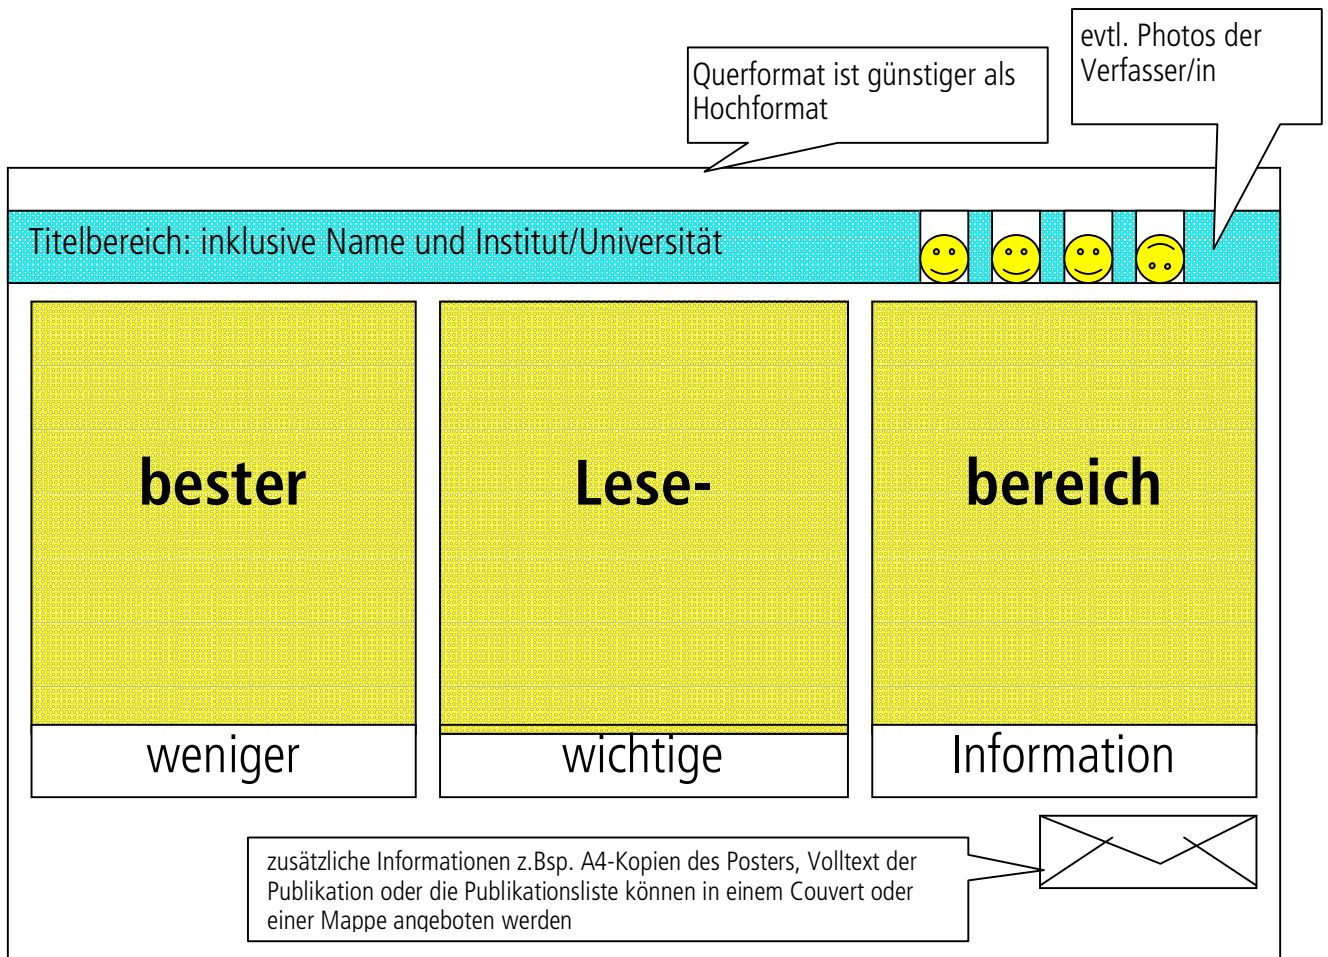 evtl. Photos der
Verfasser/in
Querformat ist günstiger als
Hochformat
Titelbereich: inklusive Name und Institut/Universität
bester
Lese-
bereich
weniger
wichtige
Information
zusätzliche Informationen z.Bsp. A4-Kopien des Posters, Volltext der
Publikation oder die Publikationsliste können in einem Couvert oder
einer Mappe angeboten werden